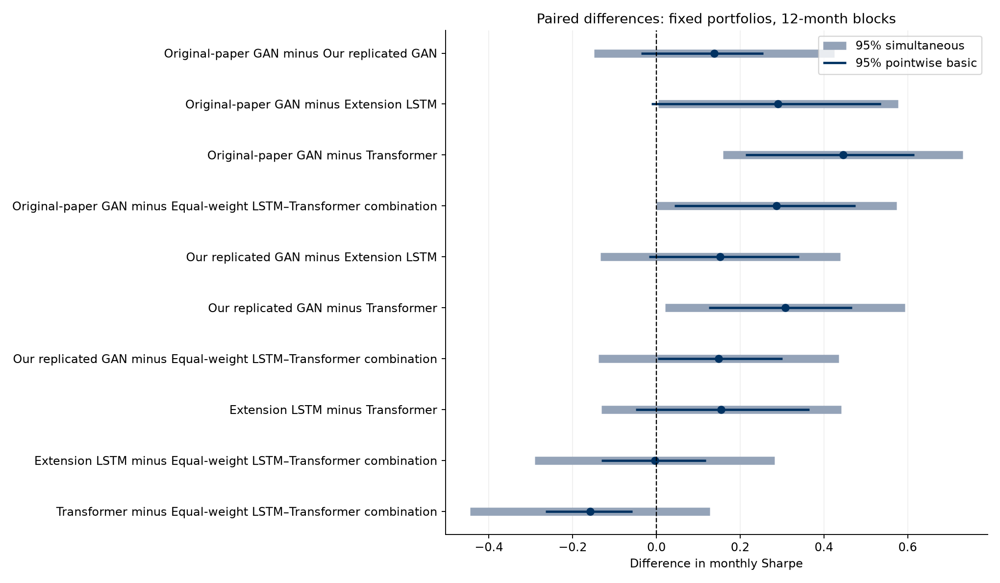 Paired differences: fixed portfolios, 12-month blocks
95% simultaneous
95% pointwise basic
Original-paper GAN minus Our replicated GAN
Original-paper GAN minus Extension LSTM
Original-paper GAN minus Transformer
Original-paper GAN minus Equal-weight LSTM–Transformer combination
Our replicated GAN minus Extension LSTM
Our replicated GAN minus Transformer
Our replicated GAN minus Equal-weight LSTM–Transformer combination
Extension LSTM minus Transformer
Extension LSTM minus Equal-weight LSTM–Transformer combination
Transformer minus Equal-weight LSTM–Transformer combination
−0.4 −0.2 0.0 0.2 0.4 0.6
Difference in monthly Sharpe